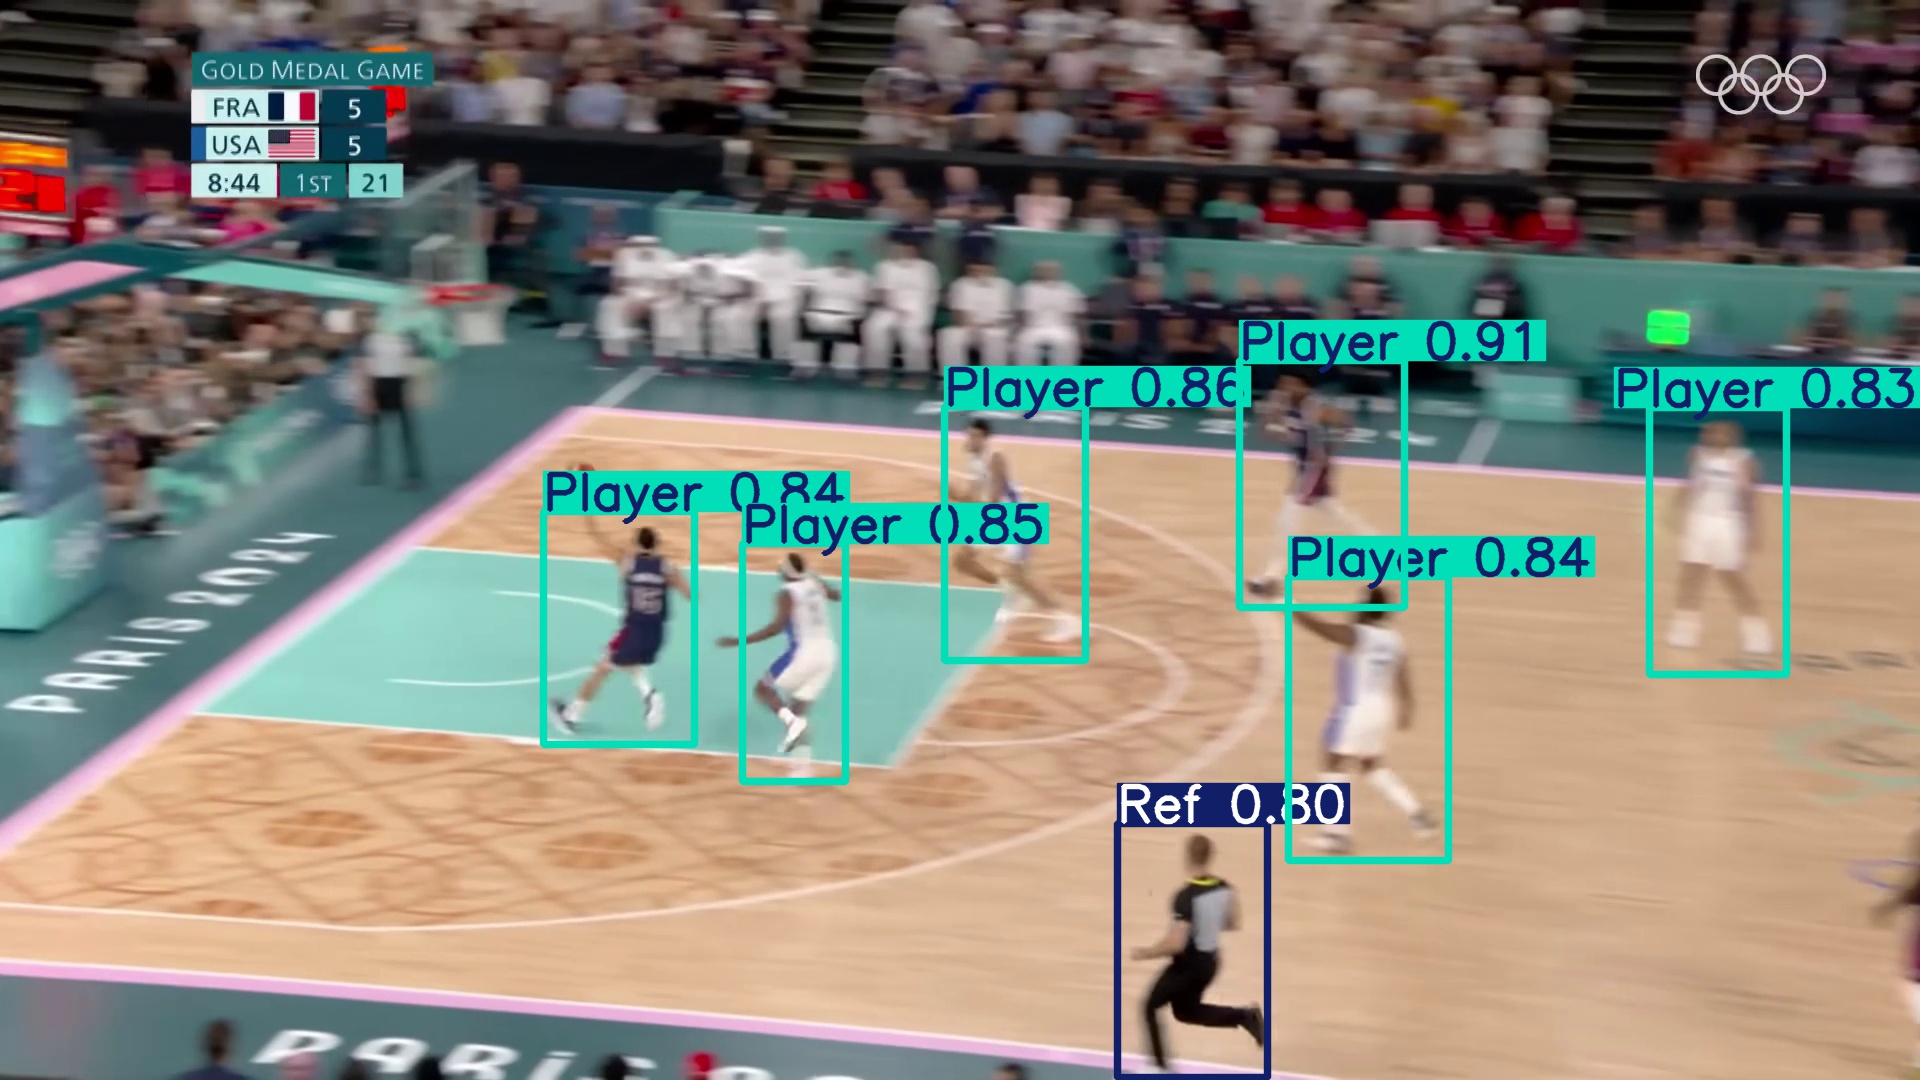 GOLD MEDAL GAME
FRA 5
USA 5
8:44 1ST 21
21
Player 0.91
Player 0.86
Player 0.83
Player 0.84
Player 0.85
Player 0.84
PARIS 2024
Ref 0.80
PARIS